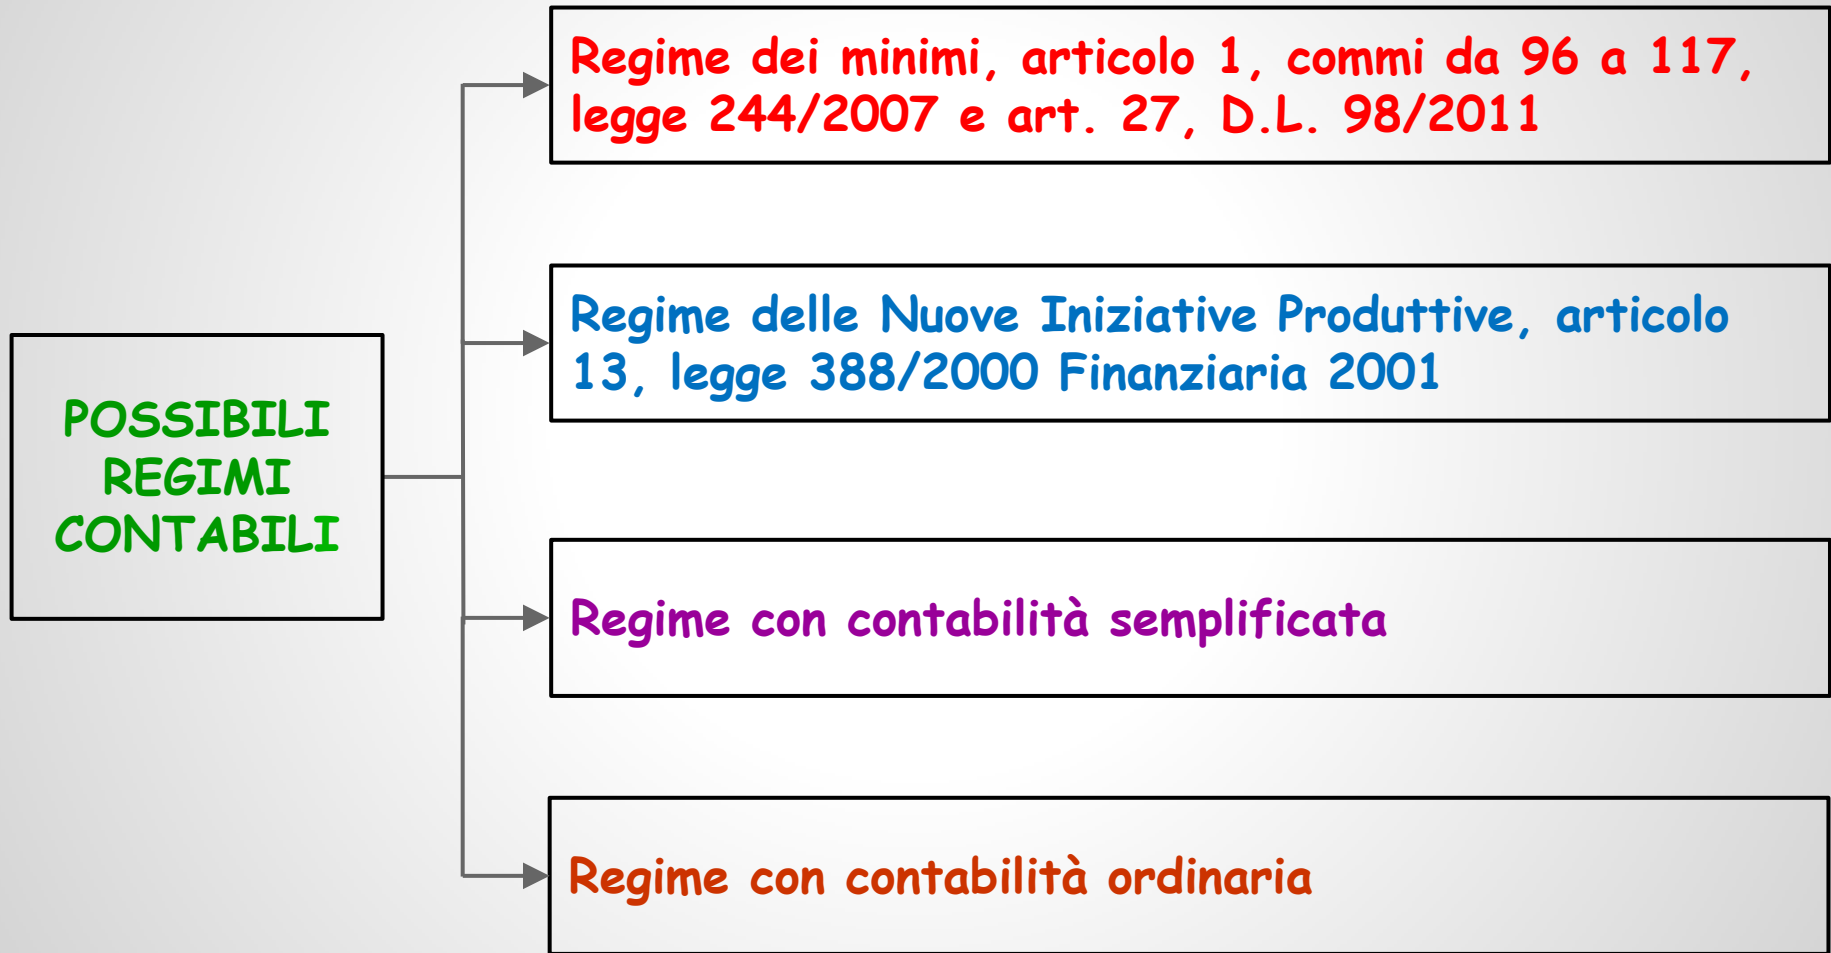 Regime dei minimi, articolo 1, commi da 96 a 117,
legge 244/2007 e art. 27, D.L. 98/2011
Regime delle Nuove Iniziative Produttive, articolo
13, legge 388/2000 Finanziaria 2001
POSSIBILI
REGIMI
CONTABILI
Regime con contabilità semplificata
Regime con contabilità ordinaria